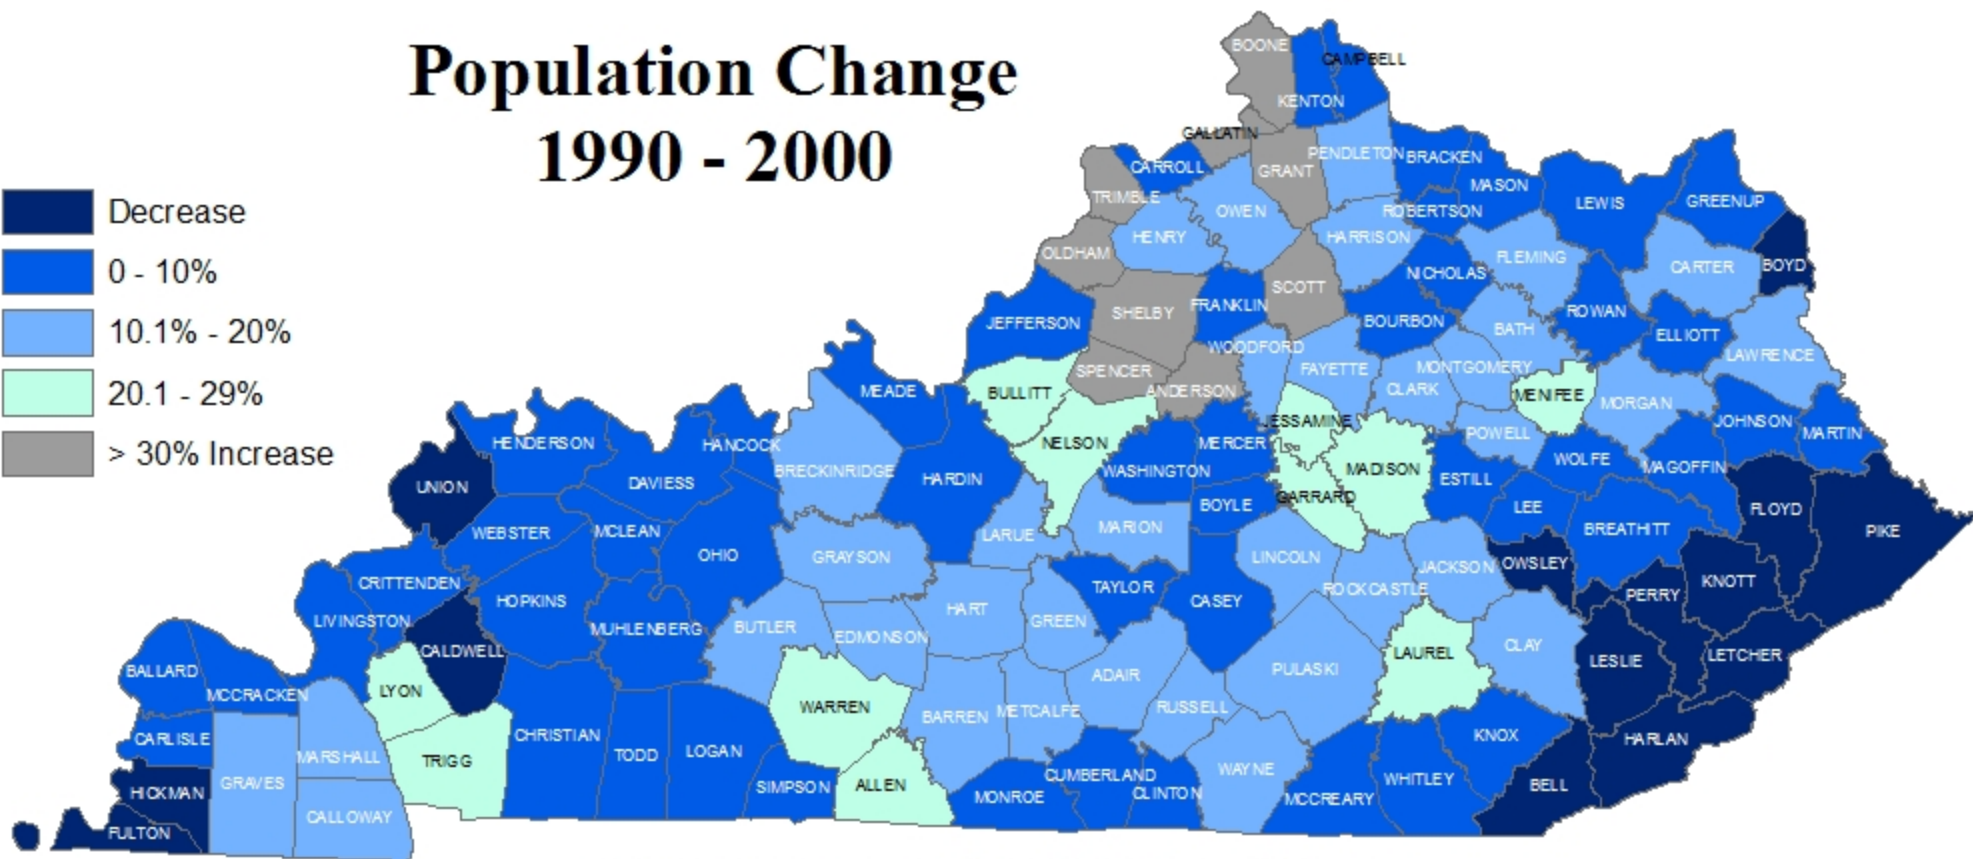 Population Change
1990 - 2000
Decrease
0 - 10%
10.1% - 20%
20.1 - 29%
> 30% Increase
BOONE
CAMPBELL
KENTON
GALLATIN
CARROLL
GRANT
PENDLETON
BRACKEN
MASON
TRIMBLE
OWEN
ROBERTSON
LEWIS
GREENUP
HENRY
HARRISON
OLDHAM
FLEMING
CARTER
BOYD
NICHOLAS
SCOTT
SHELBY
FRANKLIN
JEFFERSON
BOURBON
ROWAN
BATH
ELLIOTT
WOODFORD
LAWRENCE
SPENCER
FAYETTE
MONTGOMERY
ANDERSON
CLARK
BULLITT
MEADE
MENIFEE
MORGAN
JESSAMINE
JOHNSON
MARTIN
HENDERSON
HANCOCK
NELSON
MERCER
POWELL
BRECKINRIDGE
WASHINGTON
MADISON
WOLFE
MAGOFFIN
UNION
DAVIESS
HARDIN
ESTILL
GARRARD
BOYLE
LEE
FLOYD
WEBSTER
MCLEAN
LARUE
MARION
BREATHITT
PIKE
OHIO
GRAYSON
LINCOLN
JACKSON
OWSLEY
CRITTENDEN
TAYLOR
ROCKCASTLE
KNOTT
HOPKINS
HART
CASEY
PERRY
LIVINGSTON
MUHLENBERG
BUTLER
EDMONSON
GREEN
CALDWELL
LAUREL
CLAY
LESLIE
LETCHER
BALLARD
PULASKI
ADAIR
MCCRACKEN
LYON
WARREN
BARREN
METCALFE
RUSSELL
CARLISLE
CHRISTIAN
KNOX
HARLAN
MARSHALL
TRIGG
TODD
LOGAN
CUMBERLAND
WAYNE
WHITLEY
BELL
HICKMAN
GRAVES
SIMPSON
ALLEN
MONROE
CLINTON
MCCREARY
FULTON
CALLOWAY